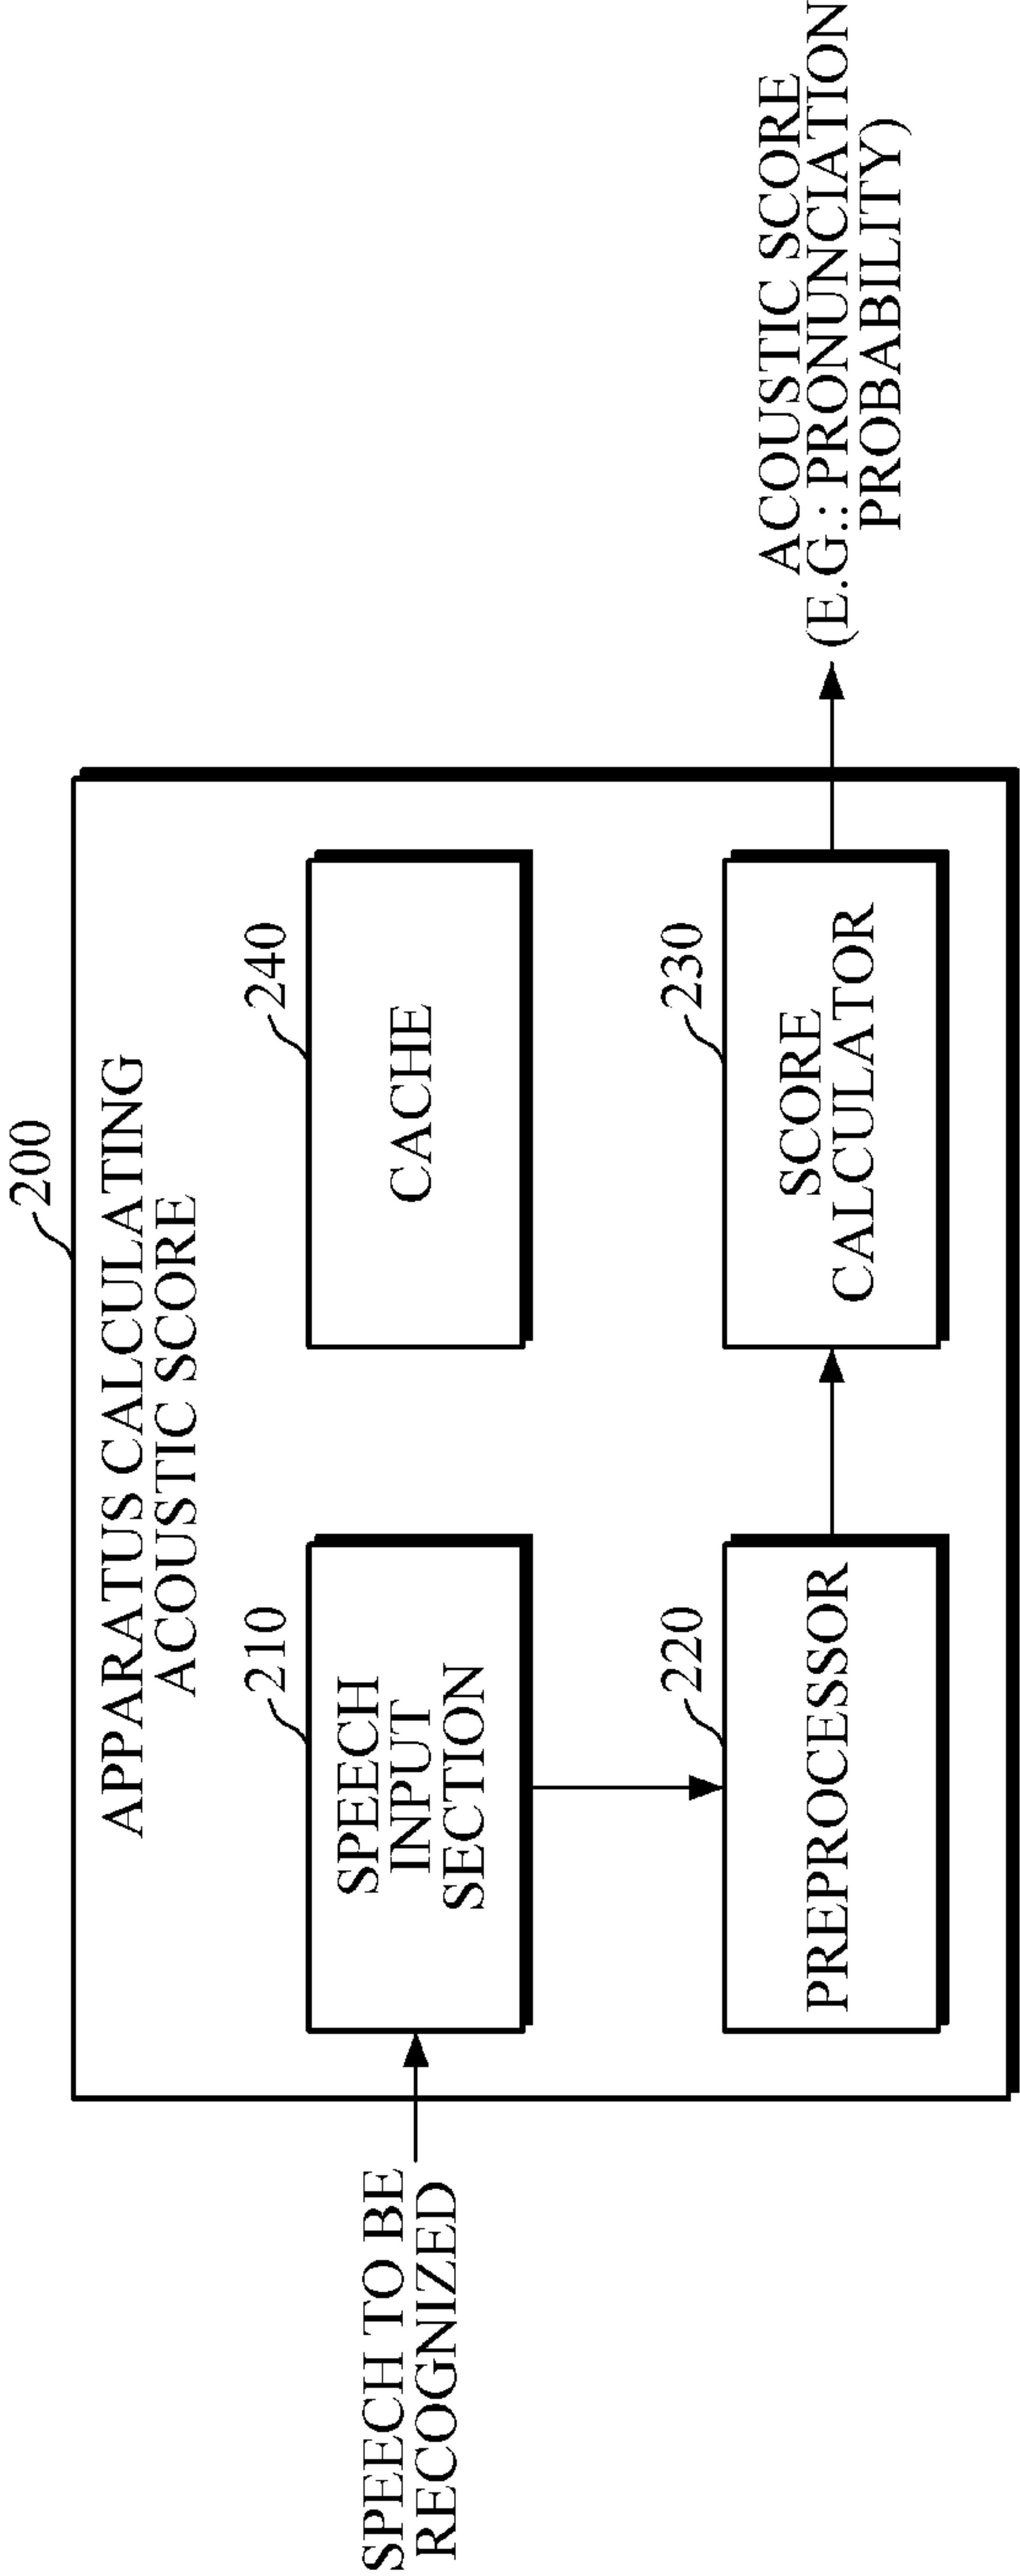 200
APPARATUS CALCULATING
ACOUSTIC SCORE
210
SPEECH
INPUT
SECTION
240
CACHE
SPEECH TO BE
RECOGNIZED
220
PREPROCESSOR
230
SCORE
CALCULATOR
ACOUSTIC SCORE
(E.G.: PRONUNCIATION
PROBABILITY)